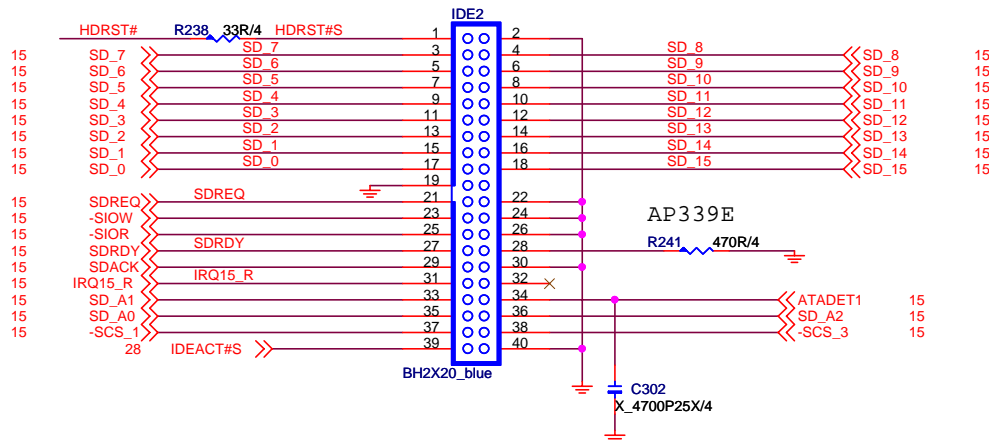 IDE2
HDRST# R238 33R/4 HDRST#S 1 2
15 SD_7 SD_7 3 4 SD_8 SD_8 15
15 SD_6 SD_6 5 6 SD_9 SD_9 15
15 SD_5 SD_5 7 8 SD_10 SD_10 15
15 SD_4 SD_4 9 10 SD_11 SD_11 15
15 SD_3 SD_3 11 12 SD_12 SD_12 15
15 SD_2 SD_2 13 14 SD_13 SD_13 15
15 SD_1 SD_1 15 16 SD_14 SD_14 15
15 SD_0 SD_0 17 18 SD_15 SD_15 15
19
15 SDREQ SDREQ 21 22
15 -SIOW 23 24 AP339E
15 -SIOR 25 26
15 SDRDY SDRDY 27 28 R241 470R/4
15 SDACK 29 30
15 IRQ15_R IRQ15_R 31 32
15 SD_A1 33 34 ATADET1 15
15 SD_A0 35 36 SD_A2 15
15 -SCS_1 37 38 -SCS_3 15
28 IDEACT#S 39 40
BH2X20_blue
C302
X_4700P25X/4